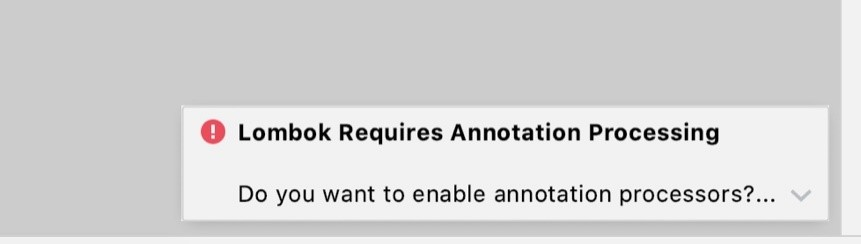 Lombok Requires Annotation Processing
Do you want to enable annotation processors?...